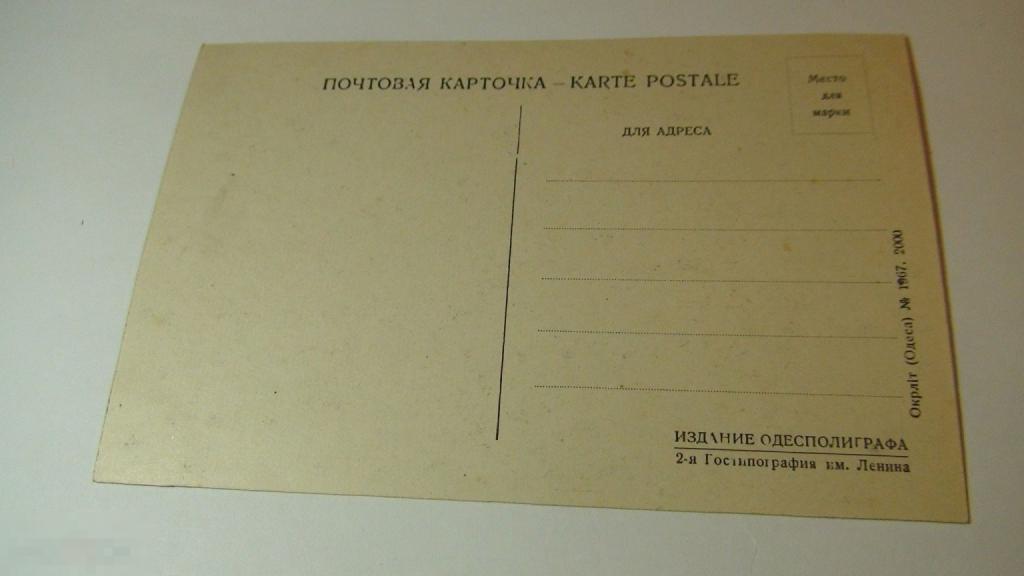 ПОЧТОВАЯ КАРТОЧКА – KARTE POSTALE
Место
для
марки
ДЛЯ АДРЕСА
Окрліт (Одеса) № 1967. 2000
ИЗДАНИЕ ОДЕСПОЛИГРАФА
2-я Гостипография им. Ленина